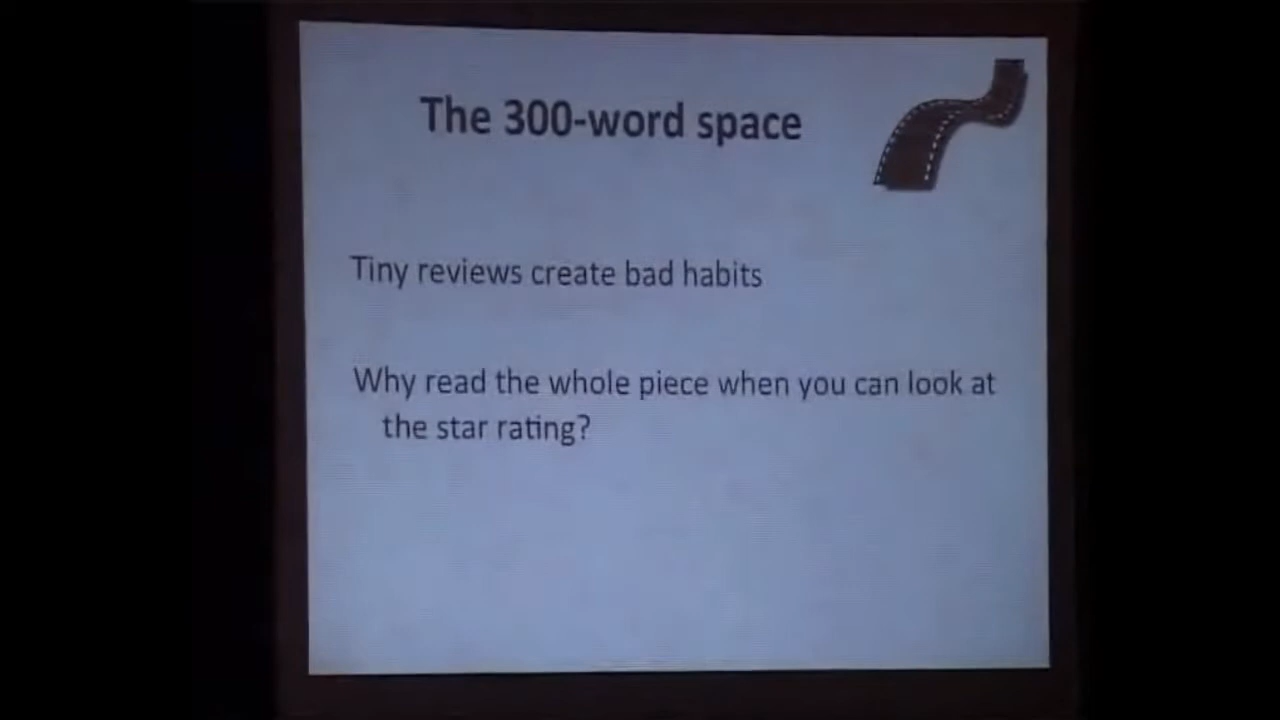 The 300-word space
Tiny reviews create bad habits
Why read the whole piece when you can look at
the star rating?